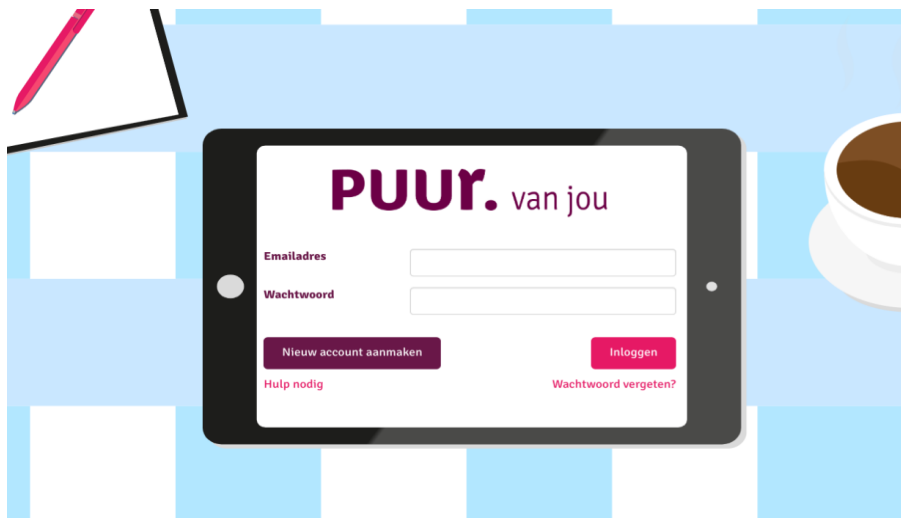 puur. van jou
Emailadres
Wachtwoord
Nieuw account aanmaken
Inloggen
Hulp nodig
Wachtwoord vergeten?